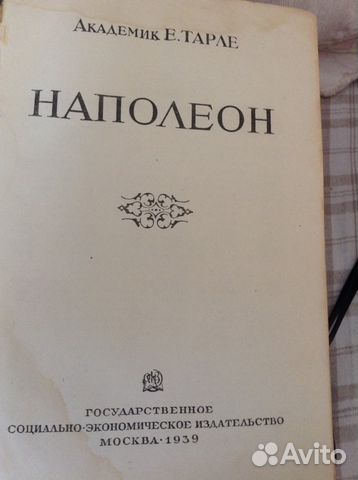 Академик Е. ТАРЛЕ
НАПОЛЕОН
ГОСУДАРСТВЕННОЕ
СОЦИАЛЬНО-ЭКОНОМИЧЕСКОЕ ИЗДАТЕЛЬСТВО
МОСКВА · 1939
Avito